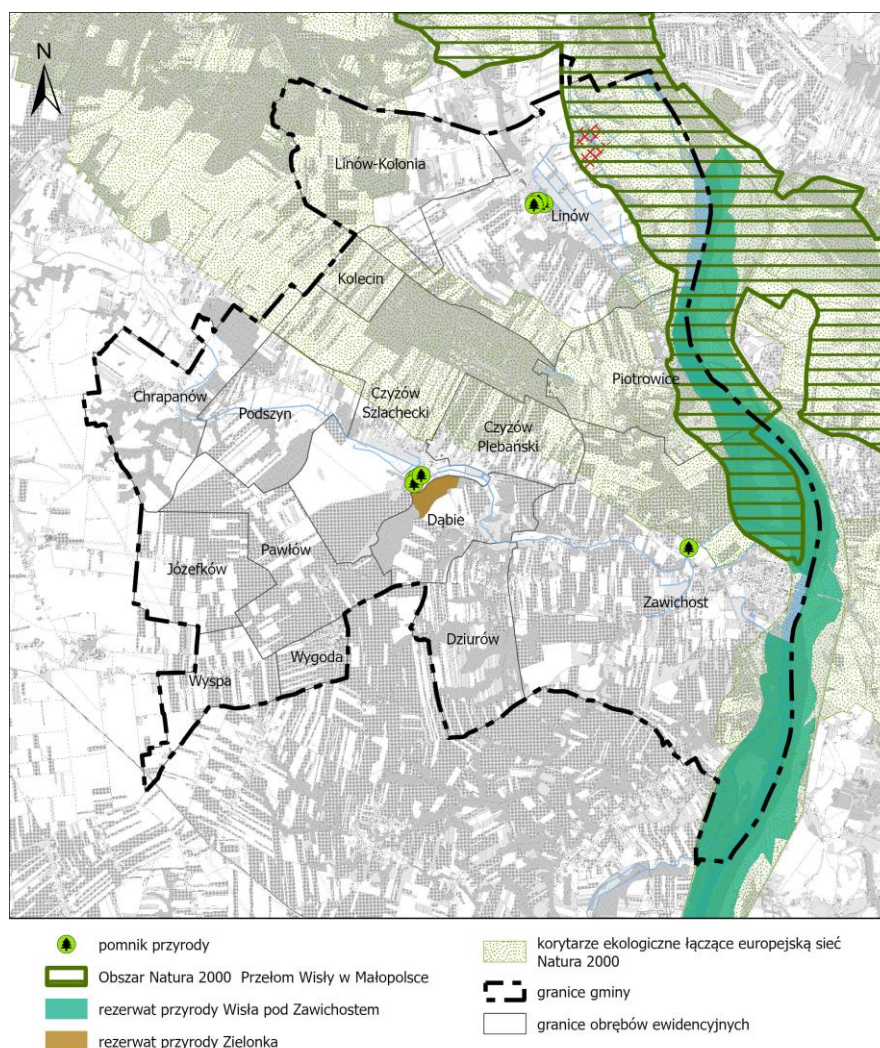 N
Linów-Kolonia
Linów
Kolecin
Piotrowice
Chrapanów
Czyżów
Szlachecki
Podszyn
Czyżów
Plebański
Dąbie
Pawłów
Józefków
Zawichost
Dziurów
Wygoda
Wyspa
pomnik przyrody
Obszar Natura 2000 Przełom Wisły w Małopolsce
rezerwat przyrody Wisła pod Zawichostem
rezerwat przyrody Zielonka
korytarze ekologiczne łączące europejską sieć
Natura 2000
granice gminy
granice obrębów ewidencyjnych